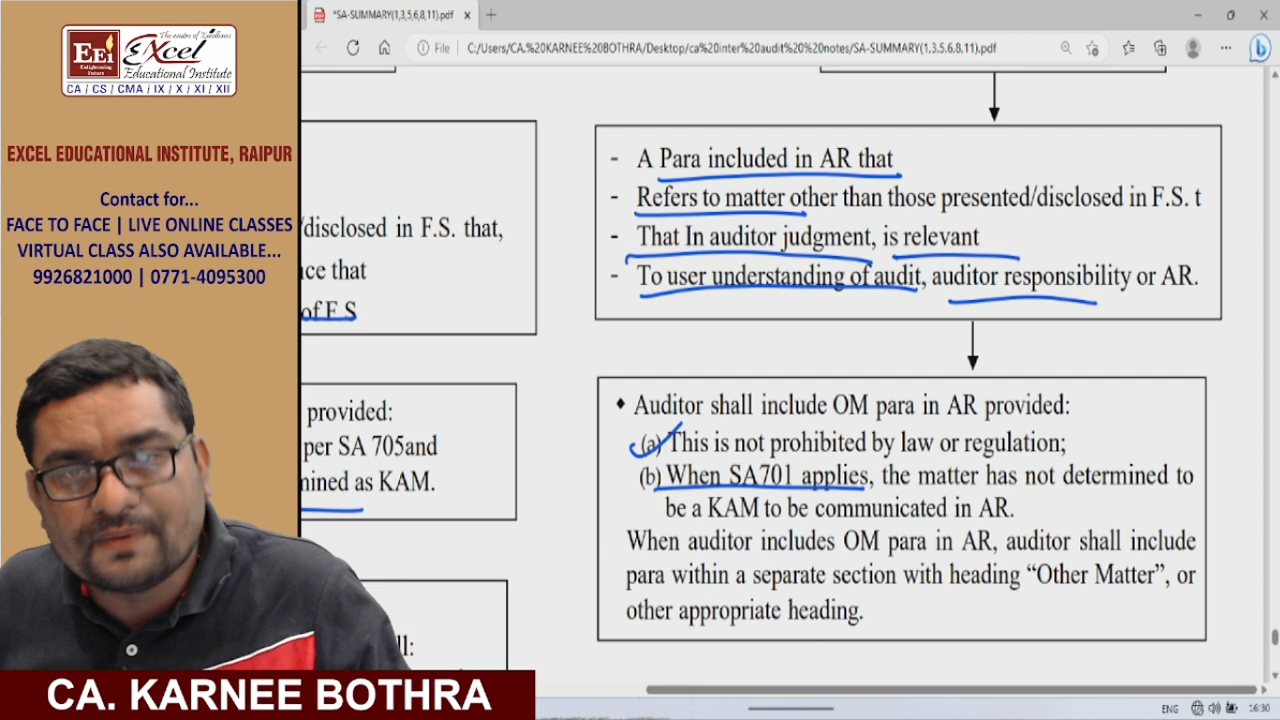 The centre of Excellences
EEi
Enlightening Future
Excel
Educational Institute
CA / CS / CMA / IX / X / XI / XII
EXCEL EDUCATIONAL INSTITUTE, RAIPUR
Contact for...
FACE TO FACE | LIVE ONLINE CLASSES
VIRTUAL CLASS ALSO AVAILABLE...
9926821000 | 0771-4095300
*SA-SUMMARY(1,3,5,6,8,11).pdf
File
C:/Users/CA.%20KARNEE%20BOTHRA/Desktop/ca%20inter%20audit%20%20notes/SA-SUMMARY(1,3.5.6,8,11).pdf
/disclosed in F.S. that,
ce that
of F.S
provided:
per SA 705and
nined as KAM.
ll:
- A Para included in AR that
- Refers to matter other than those presented/disclosed in F.S. t
- That In auditor judgment, is relevant
- To user understanding of audit, auditor responsibility or AR.
♦ Auditor shall include OM para in AR provided:
(a) This is not prohibited by law or regulation;
(b) When SA701 applies, the matter has not determined to
be a KAM to be communicated in AR.
When auditor includes OM para in AR, auditor shall include
para within a separate section with heading “Other Matter”, or
other appropriate heading.
CA. KARNEE BOTHRA
ENG
16:30